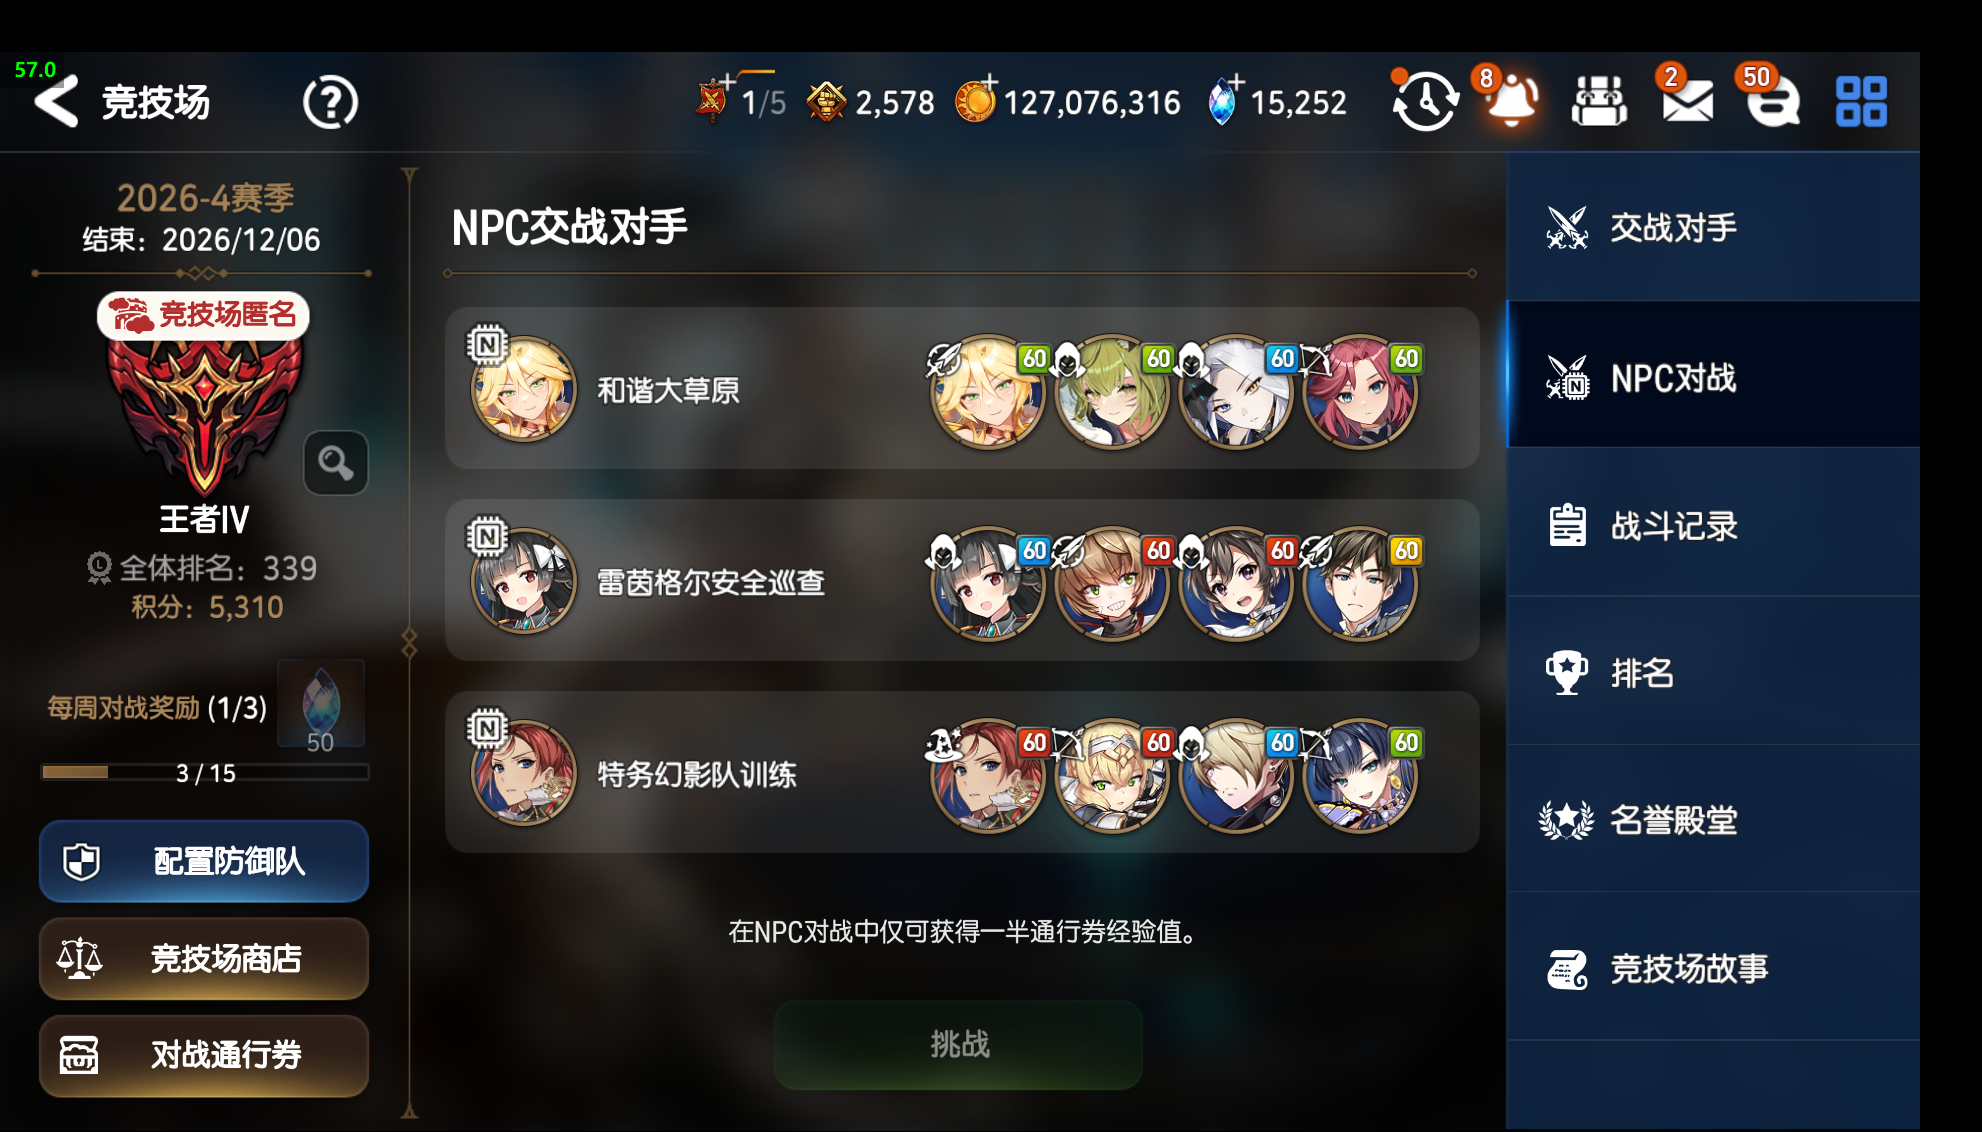 57.0
竞技场
1/5
2,578
127,076,316
15,252
8
2
50
2026-4赛季
结束：2026/12/06
竞技场匿名
王者IV
全体排名：339
积分：5,310
每周对战奖励 (1/3)
50
3 / 15
配置防御队
竞技场商店
对战通行券
NPC交战对手
N
和谐大草原
60
60
60
60
N
雷茵格尔安全巡查
60
60
60
60
N
特务幻影队训练
60
60
60
60
在NPC对战中仅可获得一半通行券经验值。
挑战
交战对手
N
NPC对战
战斗记录
排名
名誉殿堂
竞技场故事